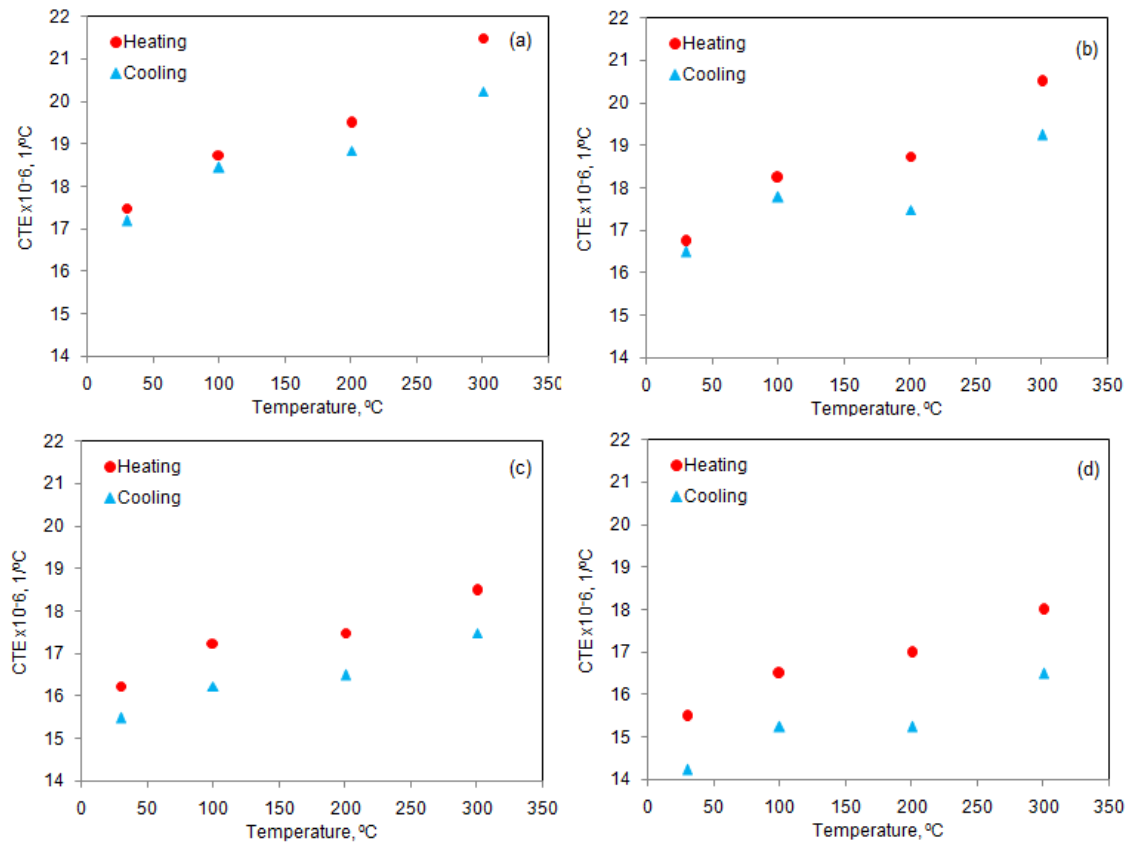 22
21
20
19
18
17
16
15
14
CTE x10-6, 1/ºC
Heating
Cooling
(a)
0 50 100 150 200 250 300 350
Temperature, ºC
22
21
20
19
18
17
16
15
14
CTE x10-6, 1/ºC
Heating
Cooling
(b)
0 50 100 150 200 250 300 350
Temperature, ºC
22
21
20
19
18
17
16
15
14
CTE x10-6, 1/ºC
Heating
Cooling
(c)
0 50 100 150 200 250 300 350
Temperature, ºC
22
21
20
19
18
17
16
15
14
CTE x10-6, 1/ºC
Heating
Cooling
(d)
0 50 100 150 200 250 300 350
Temperature, ºC